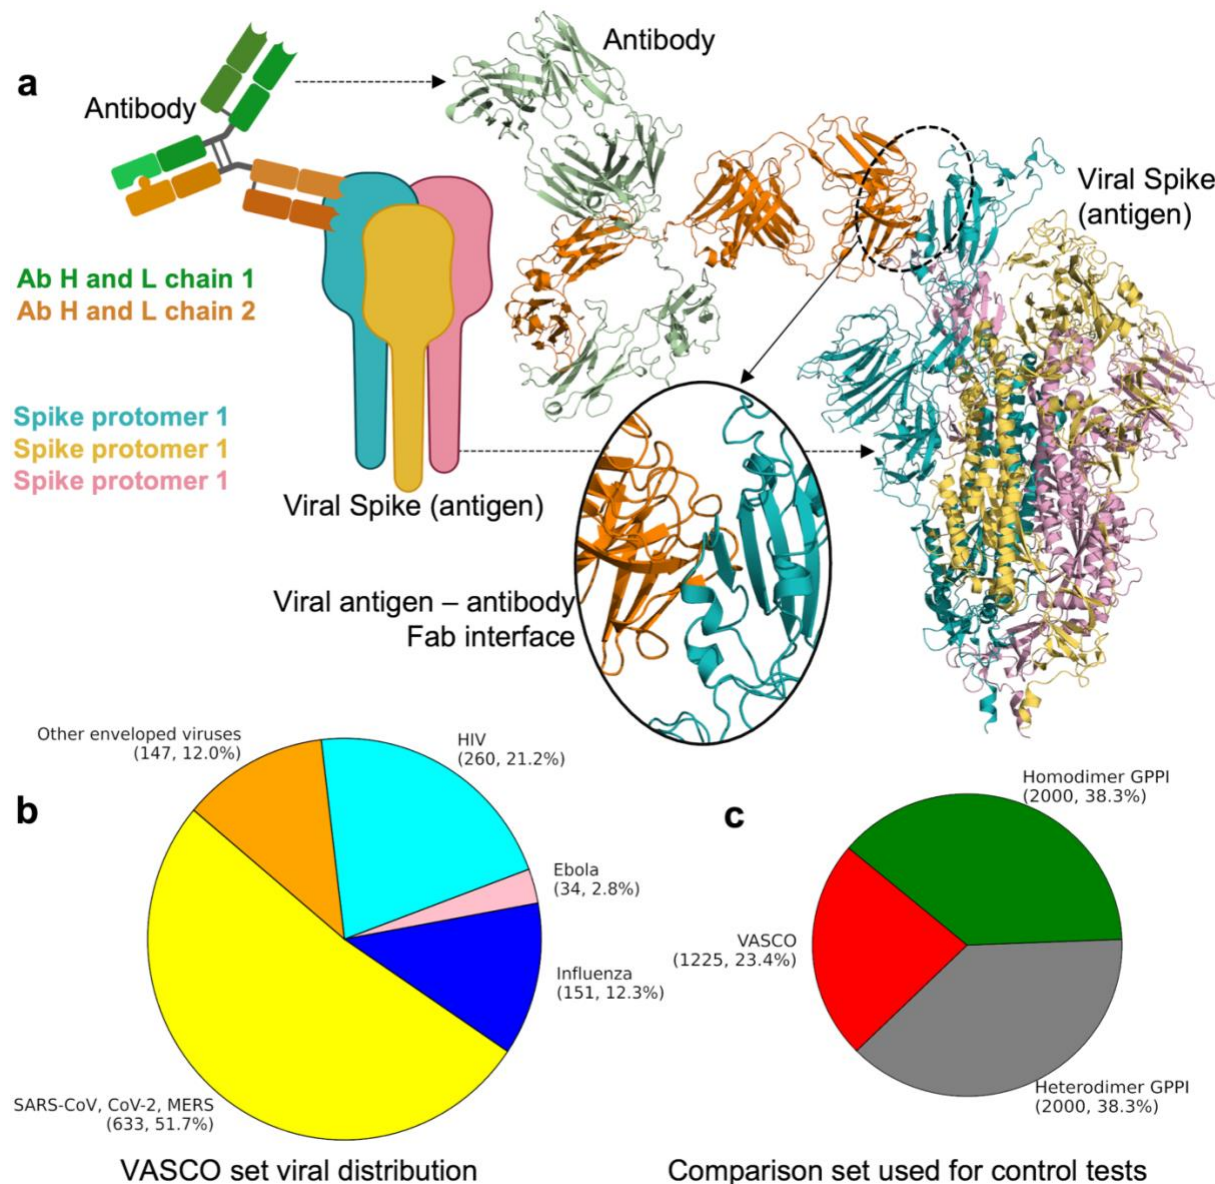 a
Antibody
Antibody
Viral Spike
(antigen)
Ab H and L chain 1
Ab H and L chain 2
Spike protomer 1
Spike protomer 1
Spike protomer 1
Viral Spike (antigen)
Viral antigen – antibody
Fab interface
b
Other enveloped viruses
(147, 12.0%)
HIV
(260, 21.2%)
Ebola
(34, 2.8%)
Influenza
(151, 12.3%)
SARS-CoV, CoV-2, MERS
(633, 51.7%)
VASCO set viral distribution
c
Homodimer GPPI
(2000, 38.3%)
VASCO
(1225, 23.4%)
Heterodimer GPPI
(2000, 38.3%)
Comparison set used for control tests